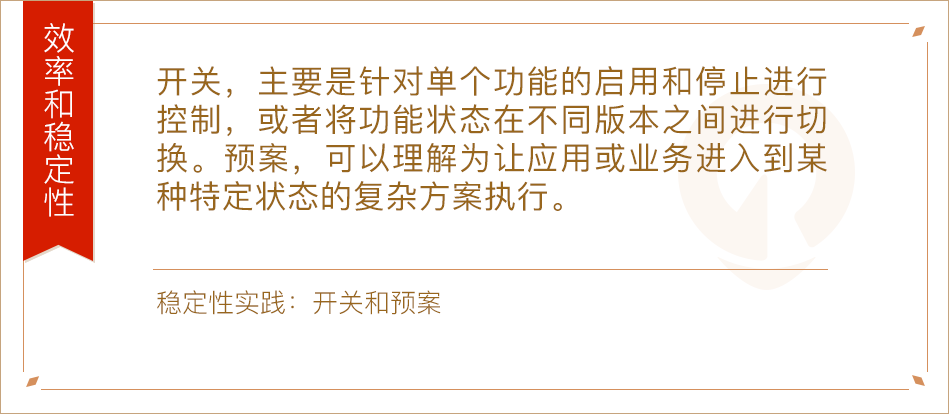 效率和稳定性
开关，主要是针对单个功能的启用和停止进行
控制，或者将功能状态在不同版本之间进行切
换。预案，可以理解为让应用或业务进入到某
种特定状态的复杂方案执行。
稳定性实践：开关和预案